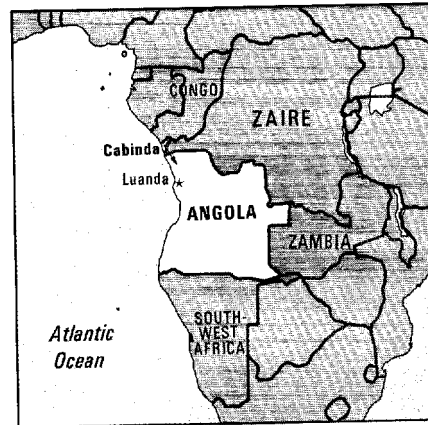 CONGO
ZAIRE
Cabinda
Luanda
ANGOLA
ZAMBIA
SOUTH-
WEST
AFRICA
Atlantic
Ocean